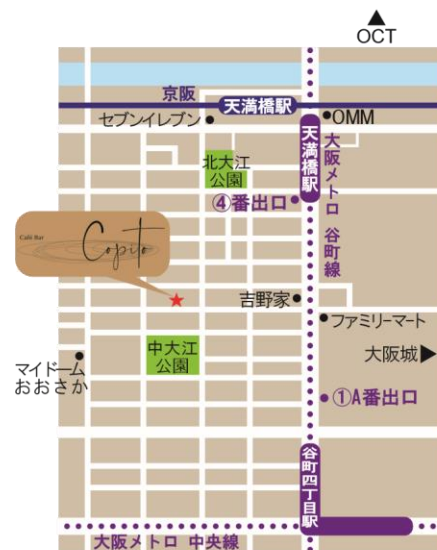 ▲
OCT
京阪
天満橋駅
セブンイレブン
OMM
天満橋駅
大阪メトロ 谷町線
北大江
公園
④番出口
Café Bar
Copito
吉野家
ファミリーマート
大阪城▶
中大江
公園
マイドーム
おおさか
①A番出口
谷町四丁目駅
大阪メトロ 中央線